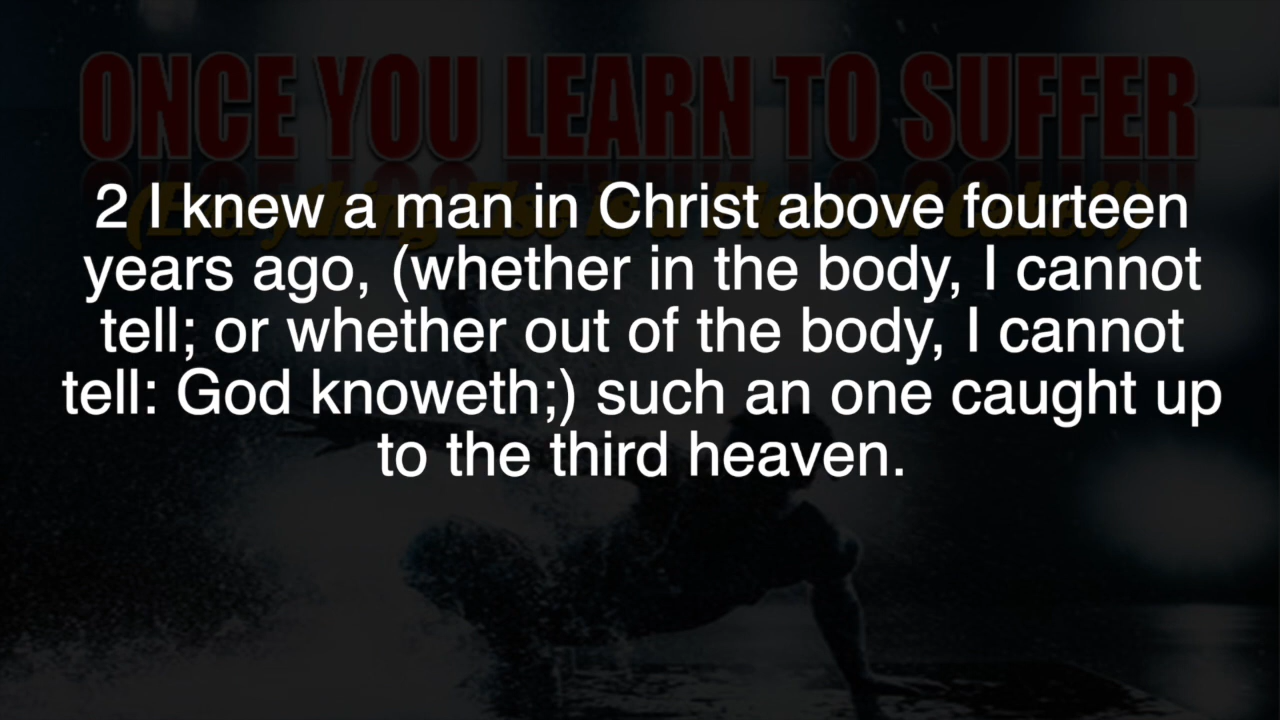 ONCE YOU LEARN TO SUFFER
2 I knew a man in Christ above fourteen
years ago, (whether in the body, I cannot
tell; or whether out of the body, I cannot
tell: God knoweth;) such an one caught up
to the third heaven.